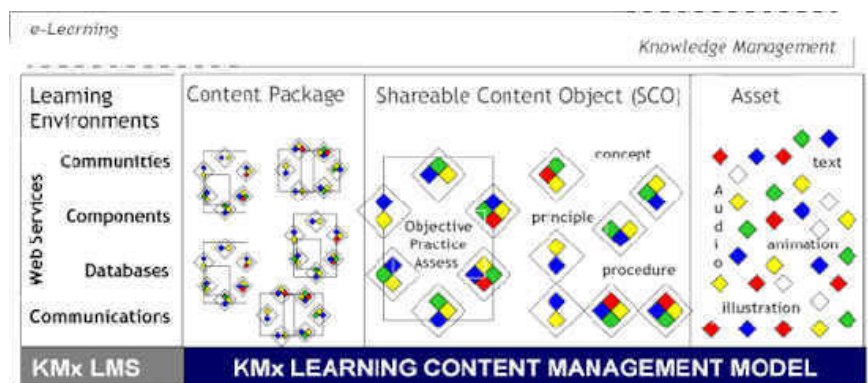 e-Learning
Knowledge Management
Learning
Environments
Content Package
Shareable Content Object (SCO)
Asset
Web Services
Communities
Components
Databases
Communications
Objective
Practice
Assess
concept
principle
procedure
text
Audio
animation
illustration
KMx LMS
KMx LEARNING CONTENT MANAGEMENT MODEL